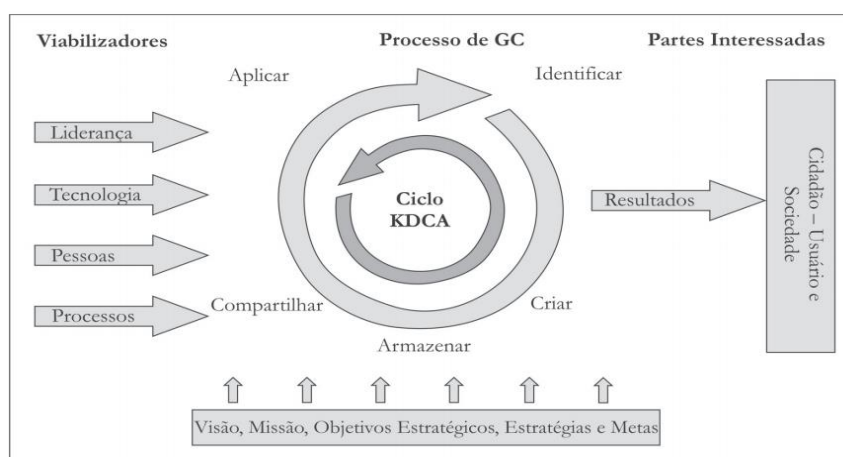 Viabilizadores
Processo de GC
Partes Interessadas
Aplicar
Identificar
Liderança
Tecnologia
Pessoas
Processos
Ciclo
KDCA
Resultados
Cidadão – Usuário e
Sociedade
Compartilhar
Criar
Armazenar
Visão, Missão, Objetivos Estratégicos, Estratégias e Metas